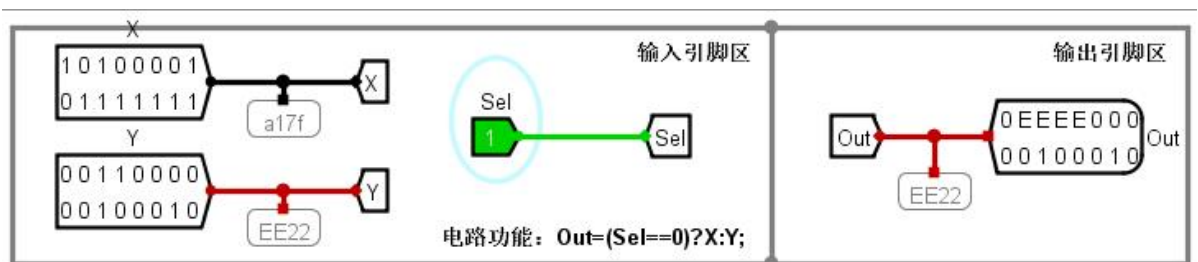 X
输入引脚区
输出引脚区
10100001
01111111
X
a17f
Sel
1
Sel
Out
0EEEE000
00100010
Out
EE22
Y
00110000
00100010
Y
EE22
电路功能：Out=(Sel==0)?X:Y;